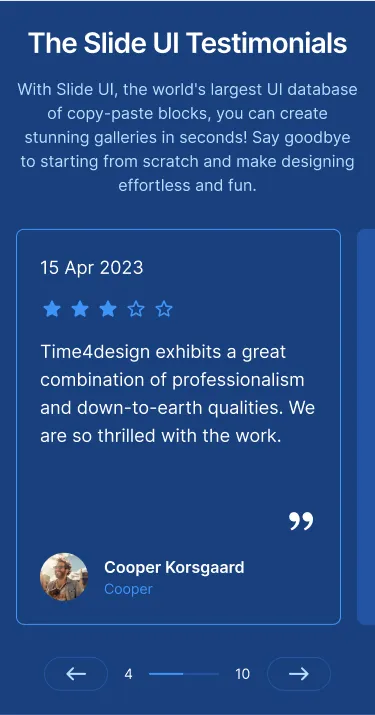 The Slide UI Testimonials
With Slide UI, the world's largest UI database
of copy-paste blocks, you can create
stunning galleries in seconds! Say goodbye
to starting from scratch and make designing
effortless and fun.
15 Apr 2023
Time4design exhibits a great
combination of professionalism
and down-to-earth qualities. We
are so thrilled with the work.
”
Cooper Korsgaard
Cooper
4 10